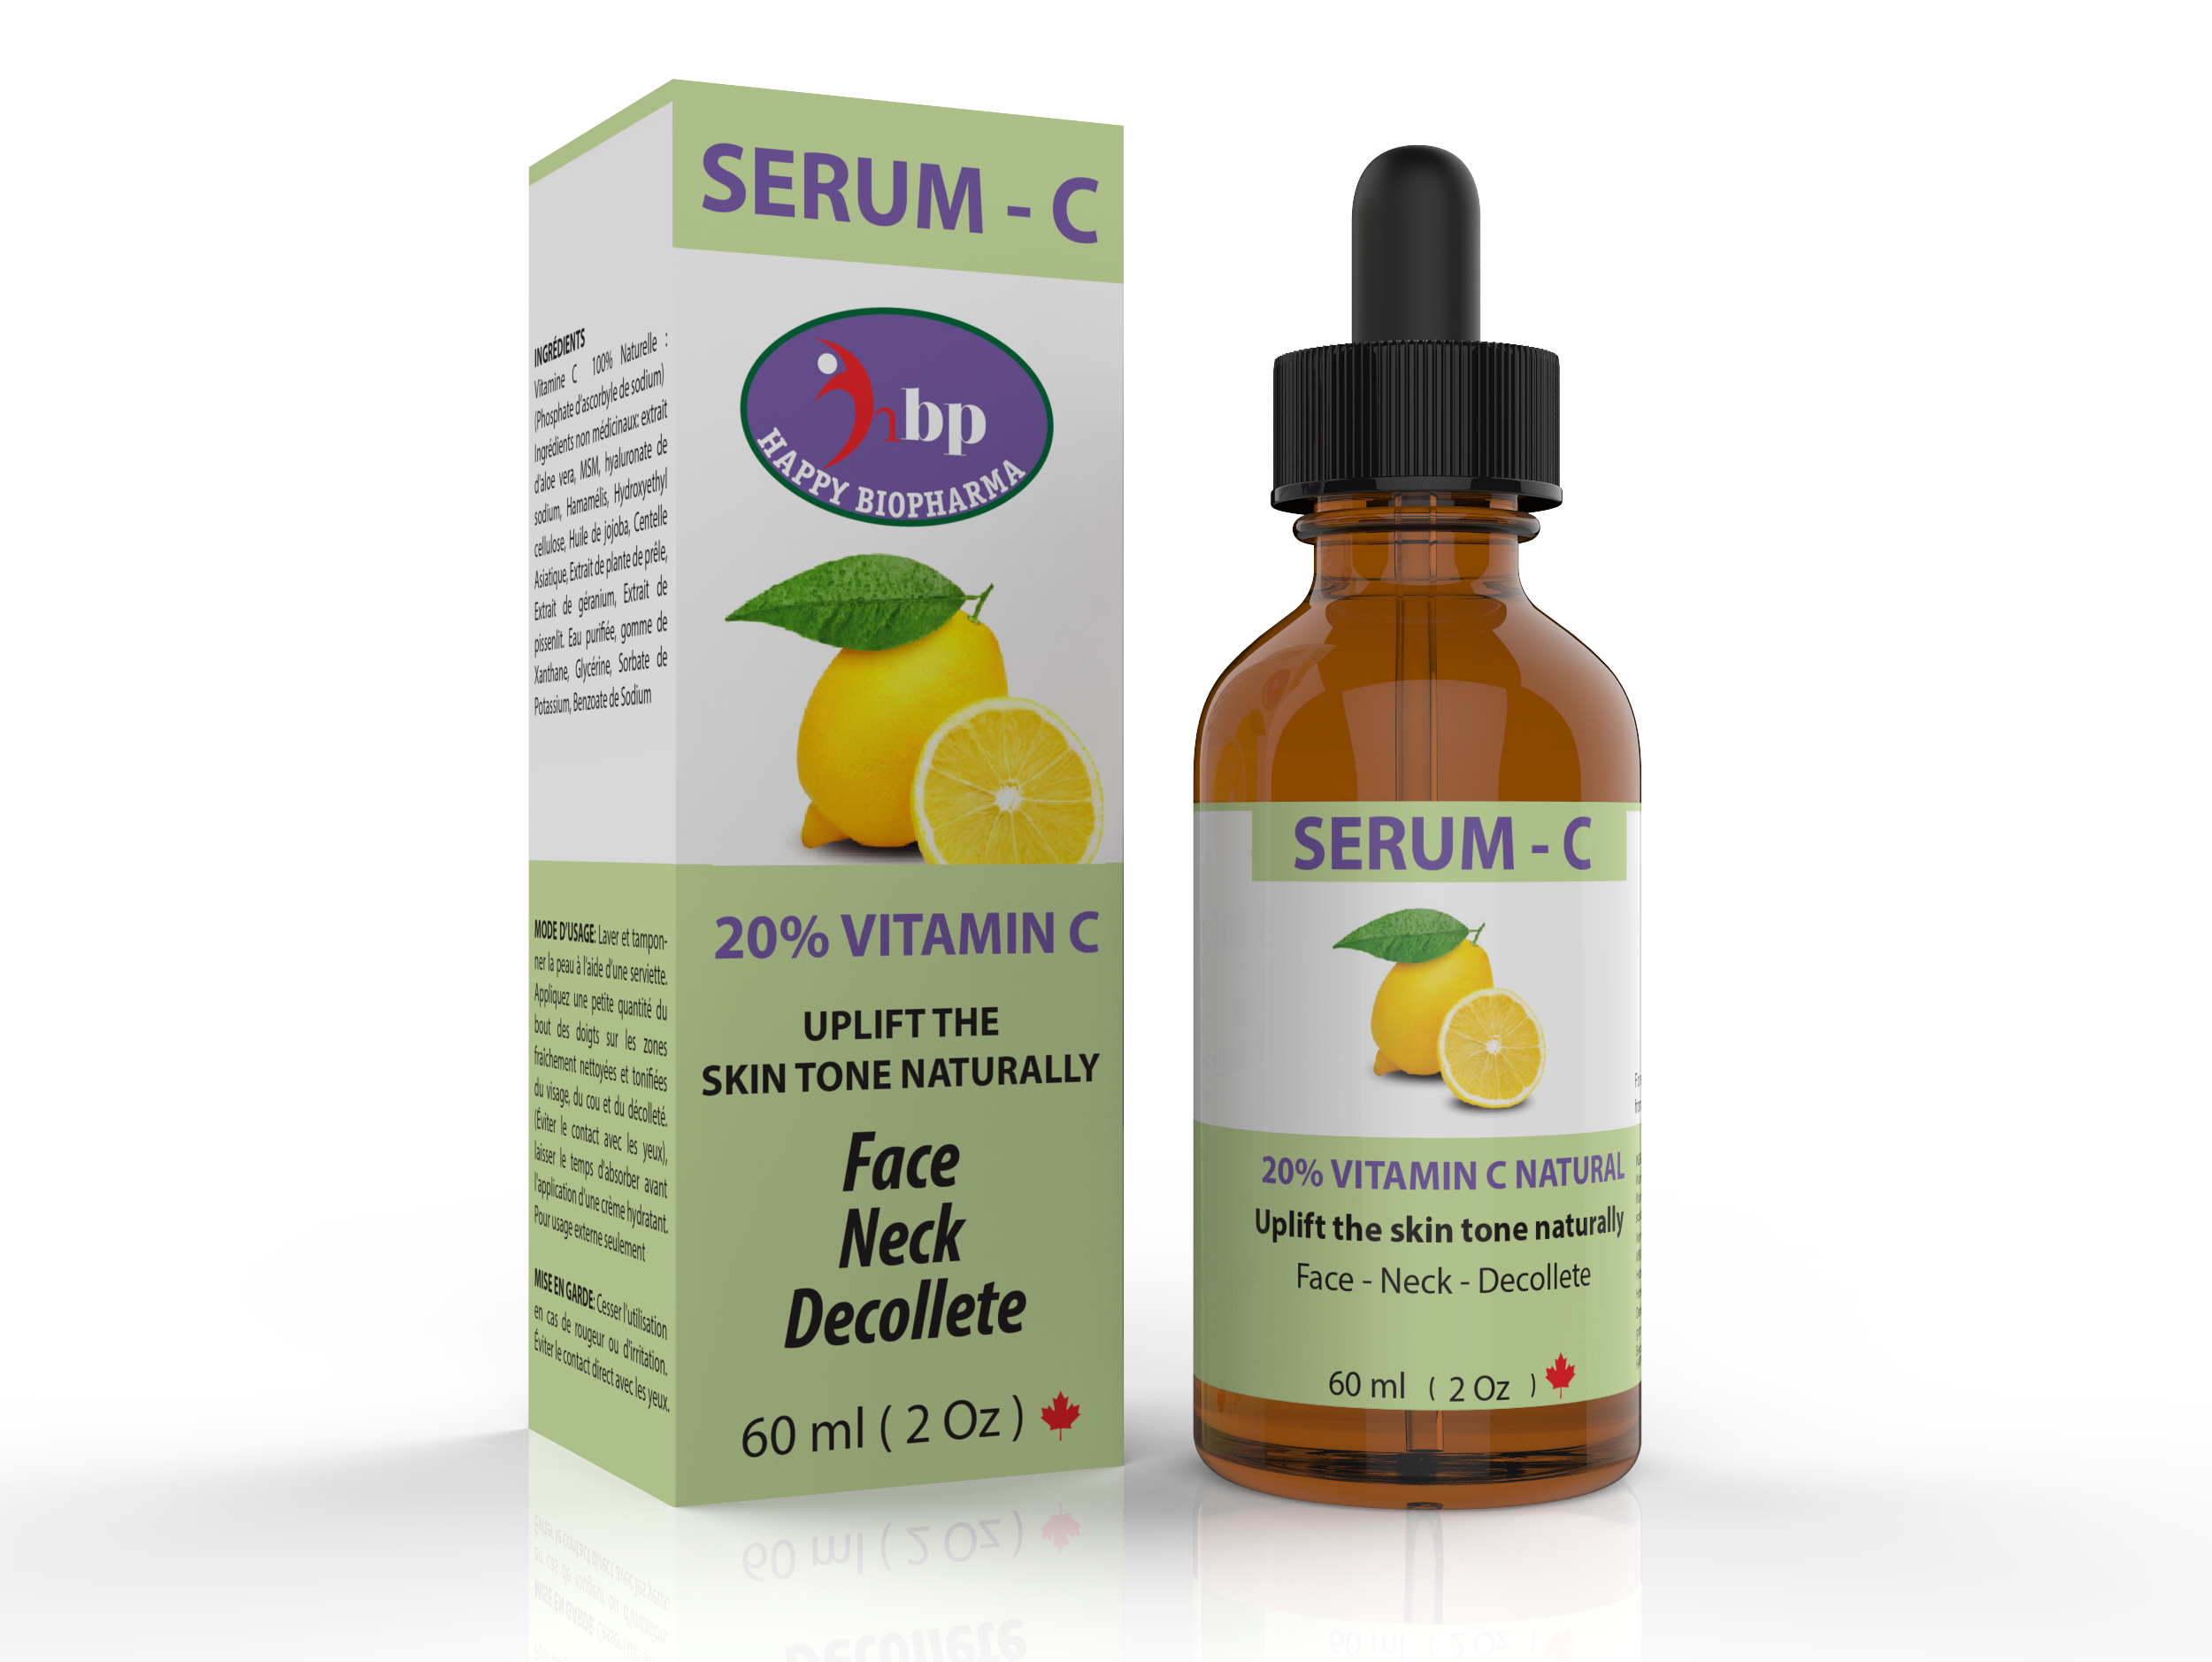 SERUM - C
hbp
HAPPY BIOPHARMA
20% VITAMIN C
UPLIFT THE
SKIN TONE NATURALLY
Face
Neck
Decollete
60 ml ( 2 Oz )
INGRÉDIENTS
Vitamine C 100% Naturelle :
(Phosphate d'ascorbyle de sodium)
Ingrédients non médicinaux: extrait
d'aloe vera, MSM, hyaluronate de
sodium, Hamamélis, Hydroxyethyl
cellulose, Huile de jojoba, Centelle
Asiatique, Extrait de plante de prêle,
Extrait de géranium, Extrait de
pissenlit. Eau purifiée, gomme de
Xanthane, Glycérine, Sorbate de
Potassium, Benzoate de Sodium
MODE D'USAGE: Laver et tampon-
ner la peau à l'aide d'une serviette.
Appliquez une petite quantité du
bout des doigts sur les zones
fraîchement nettoyées et tonifiées
du visage, du cou et du décolleté.
(Éviter le contact avec les yeux),
laisser le temps d'absorber avant
l'application d'une crème hydratant.
Pour usage externe seulement
MISE EN GARDE: Cesser l'utilisation
en cas de rougeur ou d'irritation.
Éviter le contact direct avec les yeux.
SERUM - C
20% VITAMIN C NATURAL
Uplift the skin tone naturally
Face - Neck - Decollete
60 ml ( 2 Oz )